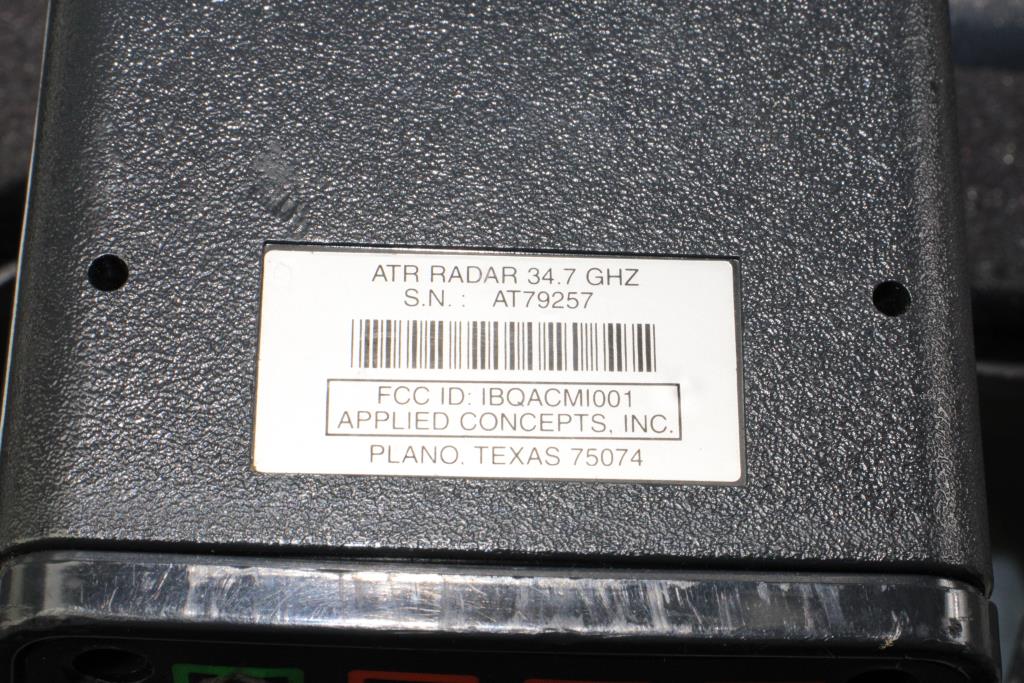 ATR RADAR 34.7 GHZ
S.N. : AT79257
FCC ID: IBQACMI001
APPLIED CONCEPTS, INC.
PLANO, TEXAS 75074